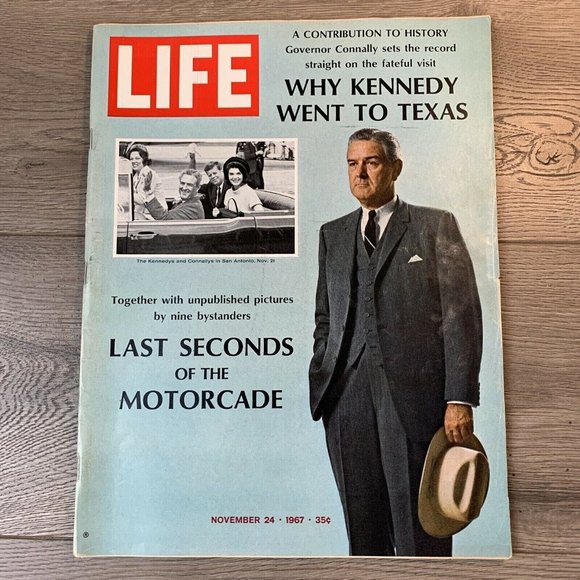 LIFE
A CONTRIBUTION TO HISTORY
Governor Connally sets the record
straight on the fateful visit
WHY KENNEDY
WENT TO TEXAS
The Kennedys and Connallys in San Antonio, Nov. 21
Together with unpublished pictures
by nine bystanders
LAST SECONDS
OF THE
MOTORCADE
NOVEMBER 24 · 1967 · 35¢
®